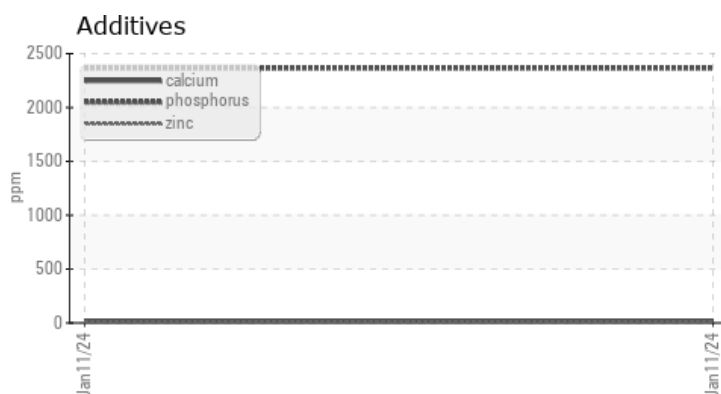 Additives
2500
2000
1500
1000
500
0
ppm
calcium
phosphorus
zinc
Jan11/24
Jan11/24